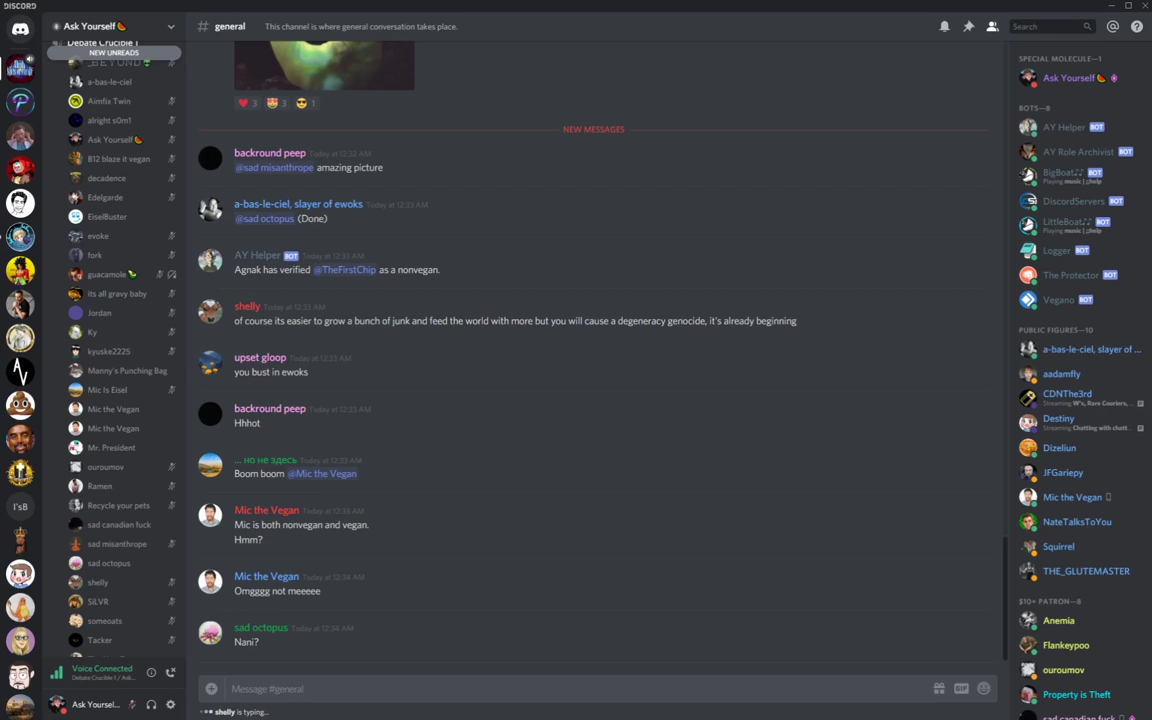 DISCORD
Ask Yourself
# general
This channel is where general conversation takes place.
Search
Debate Crucible 1
NEW UNREADS
a-bas-le-ciel
Aimfix Twin
alright s0m1
Ask Yourself
B12 blaze it vegan
decadence
Edelgarde
EiselBuster
evoke
fork
guacamole
its all gravy baby
Jordan
Ky
kyuske2225
Manny's Punching Bag
Mic Is Eisel
Mic the Vegan
Mic the Vegan
Mr. President
ouroumov
Ramen
Recycle your pets
sad canadian fuck
sad misanthrope
sad octopus
shelly
SiLVR
someoats
Tacker
Voice Connected
Debate Crucible 1 / Ask...
Ask Yoursel...
I'sB
3
3
1
NEW MESSAGES
backround peep Today at 12:32 AM
@sad misanthrope amazing picture
a-bas-le-ciel, slayer of ewoks Today at 12:33 AM
@sad octopus (Done)
AY Helper BOT Today at 12:33 AM
Agnak has verified @TheFirstChip as a nonvegan.
shelly Today at 12:33 AM
of course its easier to grow a bunch of junk and feed the world with more but you will cause a degeneracy genocide, it's already beginning
upset gloop Today at 12:33 AM
you bust in ewoks
backround peep Today at 12:33 AM
Hhhot
... но не здесь Today at 12:33 AM
Boom boom @Mic the Vegan
Mic the Vegan Today at 12:33 AM
Mic is both nonvegan and vegan.
Hmm?
Mic the Vegan Today at 12:34 AM
Omgggg not meeeee
sad octopus Today at 12:34 AM
Nani?
Message #general
GIF
shelly is typing...
SPECIAL MOLECULE—1
Ask Yourself
BOTS—8
AY Helper BOT
AY Role Archivist BOT
BigBoat♫ BOT
Playing music | ;;help
DiscordServers BOT
LittleBoat♫ BOT
Playing music | ;;help
Logger BOT
The Protector BOT
Vegano BOT
PUBLIC FIGURES—10
a-bas-le-ciel, slayer of ...
aadamfly
CDNThe3rd
Streaming W's, Rare Couriers, ...
Destiny
Streaming Chatting with chatt...
Dizeliun
JFGariepy
Mic the Vegan
NateTalksToYou
Squirrel
THE_GLUTEMASTER
$10+ PATRON—8
Anemia
Flankeypoo
ouroumov
Property is Theft
sad canadian fuck